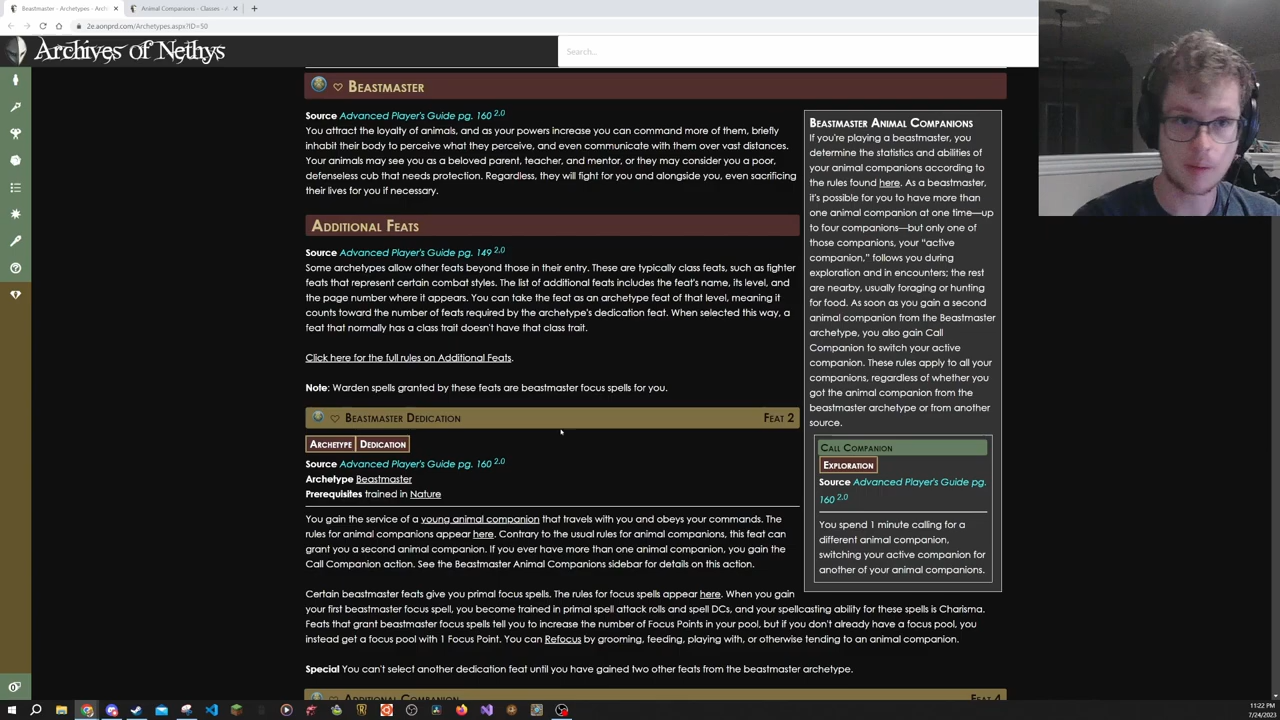 Beastmaster - Archetypes - Archi
Animal Companions - Classes - A
2e.aonprd.com/Archetypes.aspx?ID=50
Archives of Nethys
Search...
Beastmaster
Source Advanced Player's Guide pg. 160 2.0
You attract the loyalty of animals, and as your powers increase you can command more of them, briefly
inhabit their body to perceive what they perceive, and even communicate with them over vast distances.
Your animals may see you as a beloved parent, teacher, and mentor, or they may consider you a poor,
defenseless cub that needs protection. Regardless, they will fight for you and alongside you, even sacrificing
their lives for you if necessary.
Additional Feats
Source Advanced Player's Guide pg. 149 2.0
Some archetypes allow other feats beyond those in their entry. These are typically class feats, such as fighter
feats that represent certain combat styles. The list of additional feats includes the feat's name, its level, and
the page number where it appears. You can take the feat as an archetype feat of that level, meaning it
counts toward the number of feats required by the archetype's dedication feat. When selected this way, a
feat that normally has a class trait doesn't have that class trait.
Click here for the full rules on Additional Feats.
Note: Warden spells granted by these feats are beastmaster focus spells for you.
Beastmaster Dedication Feat 2
Archetype Dedication
Source Advanced Player's Guide pg. 160 2.0
Archetype Beastmaster
Prerequisites trained in Nature
You gain the service of a young animal companion that travels with you and obeys your commands. The
rules for animal companions appear here. Contrary to the usual rules for animal companions, this feat can
grant you a second animal companion. If you ever have more than one animal companion, you gain the
Call Companion action. See the Beastmaster Animal Companions sidebar for details on this action.
Certain beastmaster feats give you primal focus spells. The rules for focus spells appear here. When you gain
your first beastmaster focus spell, you become trained in primal spell attack rolls and spell DCs, and your spellcasting ability for these spells is Charisma.
Feats that grant beastmaster focus spells tell you to increase the number of Focus Points in your pool, but if you don't already have a focus pool, you
instead get a focus pool with 1 Focus Point. You can Refocus by grooming, feeding, playing with, or otherwise tending to an animal companion.
Special You can't select another dedication feat until you have gained two other feats from the beastmaster archetype.
Additional Companion Feat 4
Beastmaster Animal Companions
If you're playing a beastmaster, you
determine the statistics and abilities of
your animal companions according to
the rules found here. As a beastmaster,
it's possible for you to have more than
one animal companion at one time—up
to four companions—but only one of
those companions, your “active
companion,” follows you during
exploration and in encounters; the rest
are nearby, usually foraging or hunting
for food. As soon as you gain a second
animal companion from the Beastmaster
archetype, you also gain Call
Companion to switch your active
companion. These rules apply to all your
companions, regardless of whether you
got the animal companion from the
beastmaster archetype or from another
source.
Call Companion
Exploration
Source Advanced Player's Guide pg.
160 2.0
You spend 1 minute calling for a
different animal companion,
switching your active companion for
another of your animal companions.
11:22 PM
7/24/2023